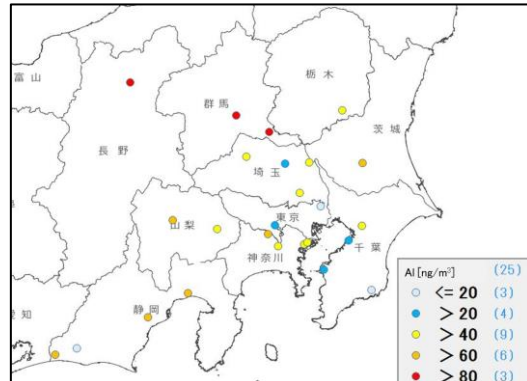 富山
栃木
群馬
茨城
長野
埼玉
東京
山梨
千葉
神奈川
静岡
愛知
Al [ng/m³] (25)
<= 20 (3)
> 20 (4)
> 40 (9)
> 60 (6)
> 80 (3)